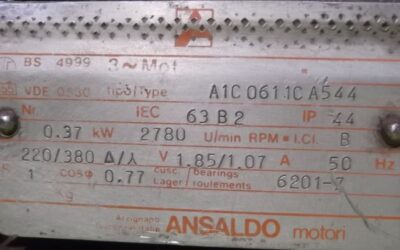 BS 4999 3~Mot
VDE 0530 Tipo/Type A1C 0611C A544
Nr. IEC 63 B2 IP 44
0.37 kW 2780 U/min RPM I.Cl. B
220/380 Δ/⅄ V 1.85/1.07 A 50 Hz
1 cosφ 0.77 cusc./bearings Lager/roulements 6201-Z
Kg
ANSALDO motori